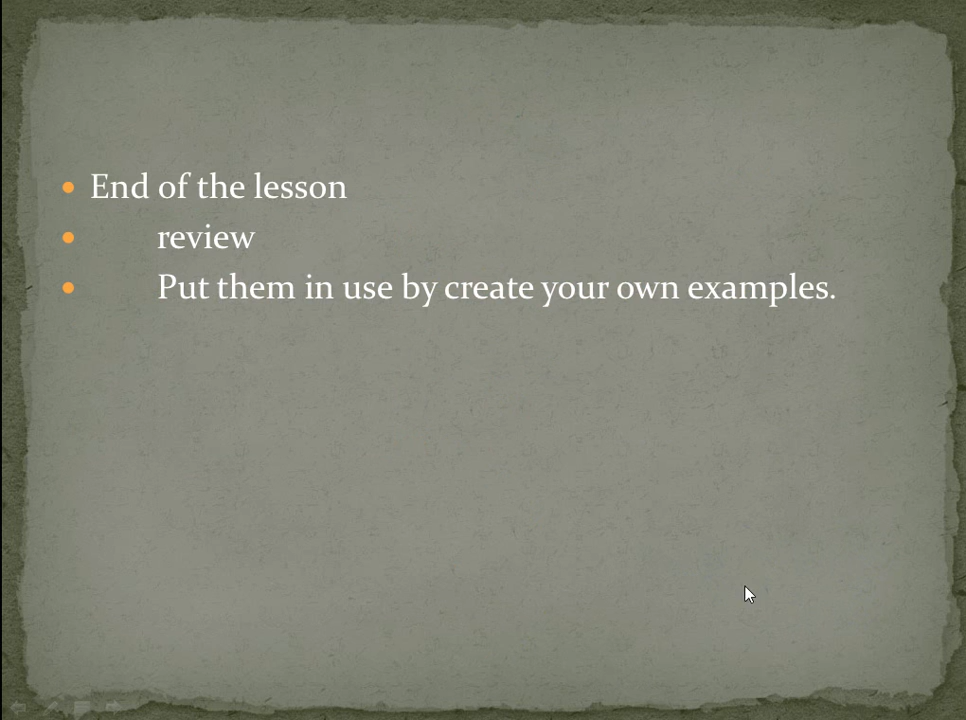 End of the lesson
review
Put them in use by create your own examples.